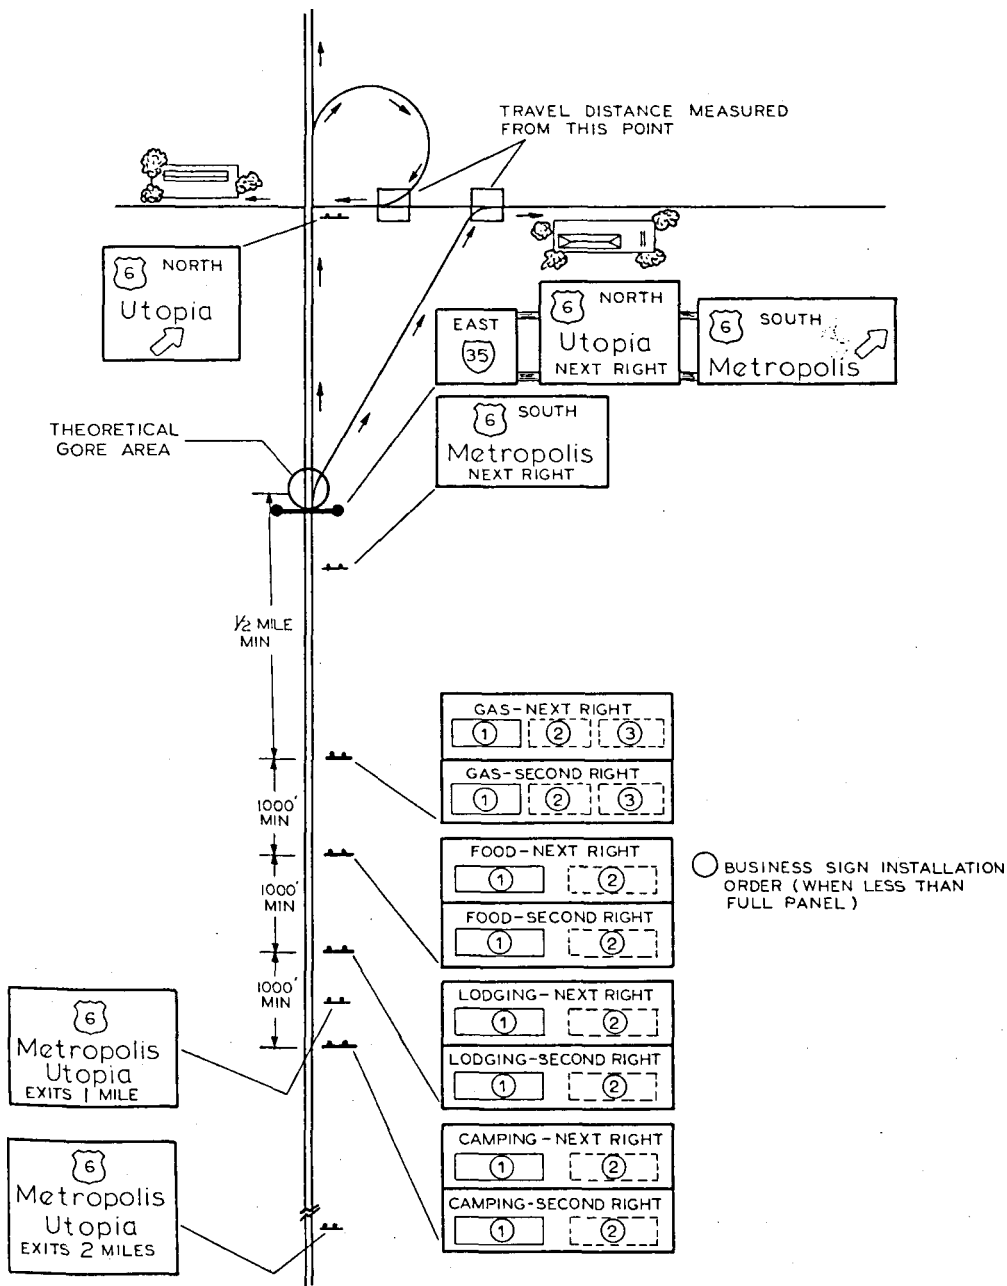 TRAVEL DISTANCE MEASURED
FROM THIS POINT
6 NORTH
Utopia
EAST
35
6 NORTH
Utopia
NEXT RIGHT
6 SOUTH
Metropolis
6 SOUTH
Metropolis
NEXT RIGHT
THEORETICAL
GORE AREA
1/2 MILE
MIN
GAS-NEXT RIGHT
1 2 3
GAS-SECOND RIGHT
1 2 3
1000'
MIN
FOOD-NEXT RIGHT
1 2
FOOD-SECOND RIGHT
1 2
BUSINESS SIGN INSTALLATION
ORDER (WHEN LESS THAN
FULL PANEL)
1000'
MIN
LODGING-NEXT RIGHT
1 2
LODGING-SECOND RIGHT
1 2
1000'
MIN
6
Metropolis
Utopia
EXITS 1 MILE
CAMPING-NEXT RIGHT
1 2
CAMPING-SECOND RIGHT
1 2
6
Metropolis
Utopia
EXITS 2 MILES